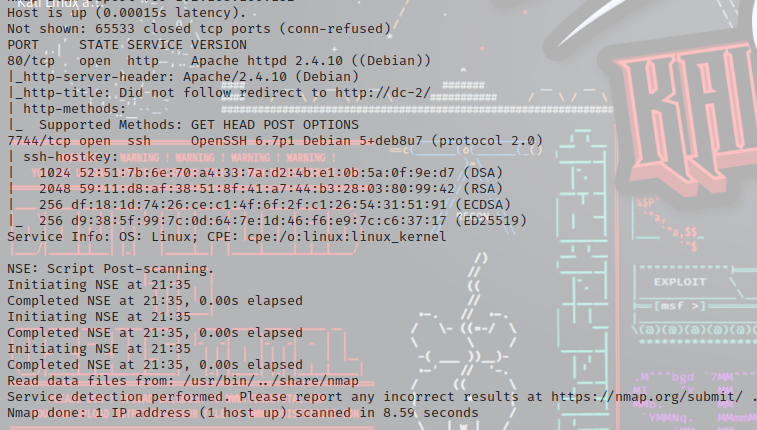 Host is up (0.00015s latency).
Not shown: 65533 closed tcp ports (conn-refused)
PORT     STATE SERVICE VERSION
80/tcp   open  http    Apache httpd 2.4.10 ((Debian))
|_http-server-header: Apache/2.4.10 (Debian)
|_http-title: Did not follow redirect to http://dc-2/
| http-methods:
|_  Supported Methods: GET HEAD POST OPTIONS
7744/tcp open  ssh     OpenSSH 6.7p1 Debian 5+deb8u7 (protocol 2.0)
| ssh-hostkey:
|   1024 52:51:7b:6e:70:a4:33:7a:d2:4b:e1:0b:5a:0f:9e:d7 (DSA)
|   2048 59:11:d8:af:38:51:8f:41:a7:44:b3:28:03:80:99:42 (RSA)
|   256 df:18:1d:74:26:ce:c1:4f:6f:2f:c1:26:54:31:51:91 (ECDSA)
|_  256 d9:38:5f:99:7c:0d:64:7e:1d:46:f6:e9:7c:c6:37:17 (ED25519)
Service Info: OS: Linux; CPE: cpe:/o:linux:linux_kernel
NSE: Script Post-scanning.
Initiating NSE at 21:35
Completed NSE at 21:35, 0.00s elapsed
Initiating NSE at 21:35
Completed NSE at 21:35, 0.00s elapsed
Initiating NSE at 21:35
Completed NSE at 21:35, 0.00s elapsed
Read data files from: /usr/bin/../share/nmap
Service detection performed. Please report any incorrect results at https://nmap.org/submit/ .
Nmap done: 1 IP address (1 host up) scanned in 8.59 seconds
WARNING ! WARNING ! WARNING ! WARNING !
EXPLOIT
[msf >]